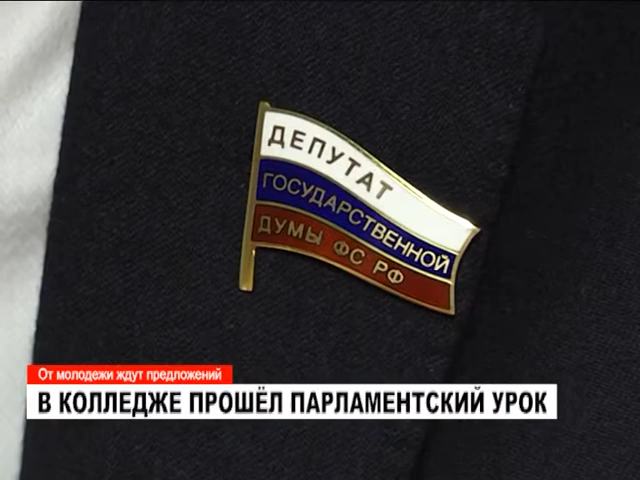 ДЕПУТАТ
ГОСУДАРСТВЕННОЙ
ДУМЫ ФС РФ
От молодежи ждут предложений
В КОЛЛЕДЖЕ ПРОШЁЛ ПАРЛАМЕНТСКИЙ УРОК